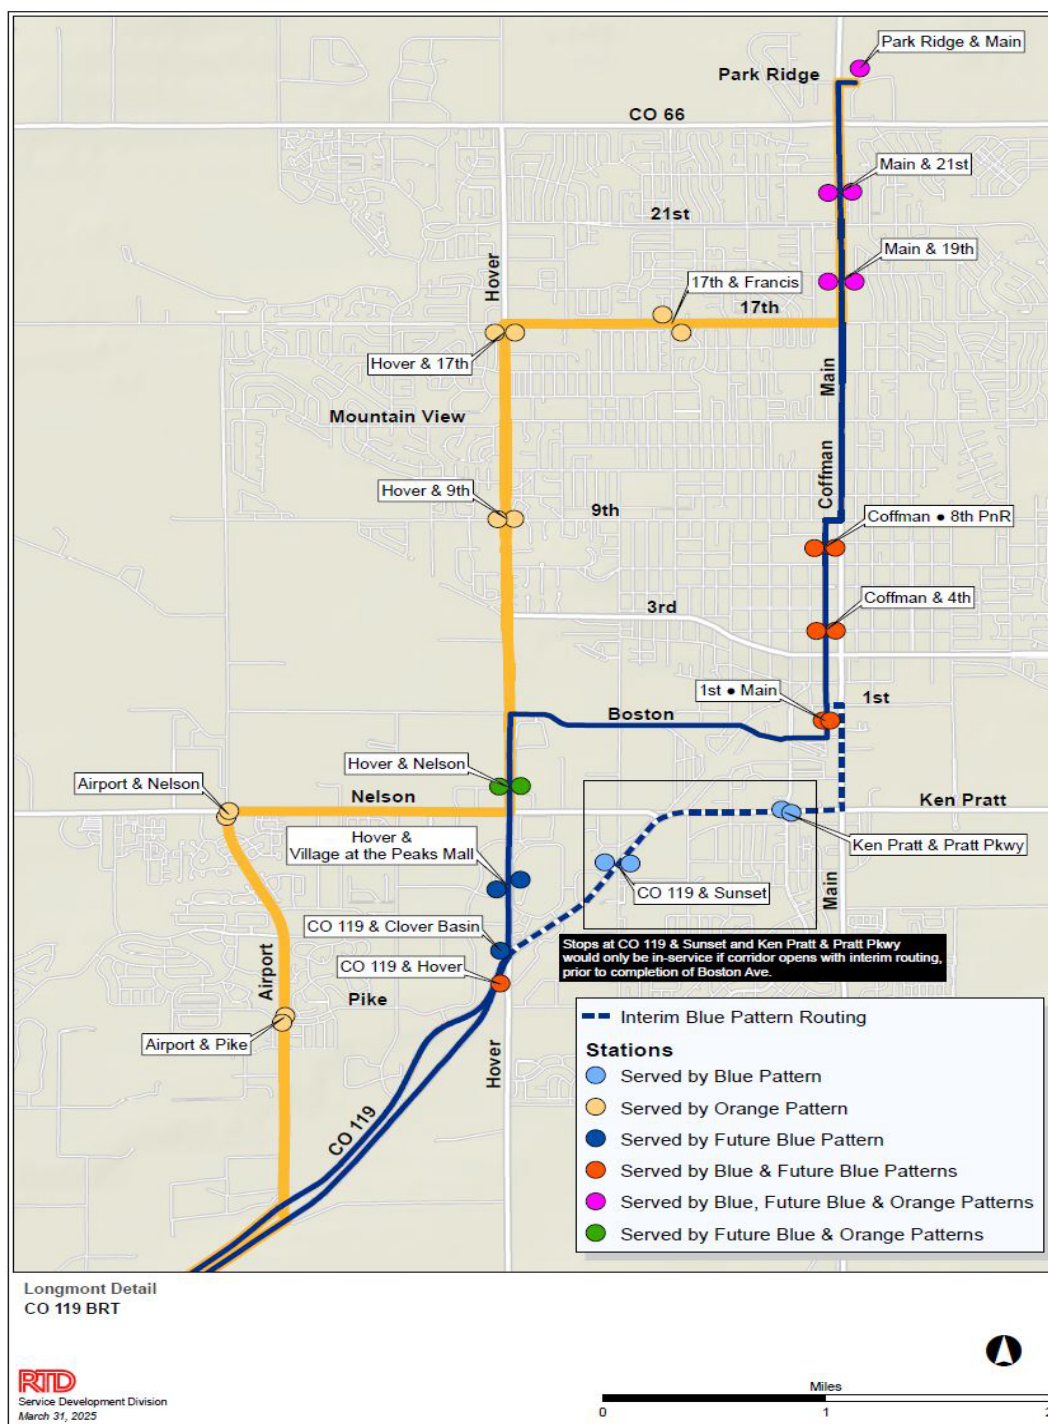 Park Ridge & Main
Park Ridge
CO 66
Main & 21st
21st
Hover
Main & 19th
17th & Francis
17th
Hover & 17th
Main
Mountain View
Coffman
Hover & 9th
9th
Coffman ● 8th PnR
Coffman & 4th
3rd
1st ● Main
1st
Boston
Hover & Nelson
Airport & Nelson
Nelson
Ken Pratt
Hover &
Village at the Peaks Mall
Ken Pratt & Pratt Pkwy
CO 119 & Sunset
Main
CO 119 & Clover Basin
Stops at CO 119 & Sunset and Ken Pratt & Pratt Pkwy
would only be in-service if corridor opens with interim routing,
prior to completion of Boston Ave.
CO 119 & Hover
Airport
Pike
Airport & Pike
Hover
CO 119
Interim Blue Pattern Routing
Stations
Served by Blue Pattern
Served by Orange Pattern
Served by Future Blue Pattern
Served by Blue & Future Blue Patterns
Served by Blue, Future Blue & Orange Patterns
Served by Future Blue & Orange Patterns
Longmont Detail
CO 119 BRT
RTD
Service Development Division
March 31, 2025
Miles
0 1 2